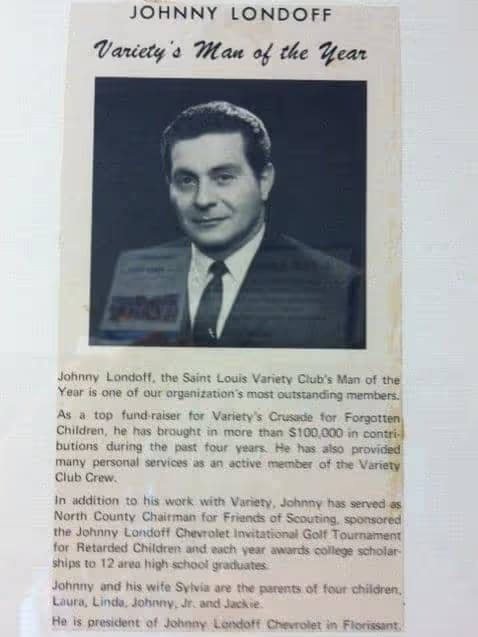 JOHNNY LONDOFF
Variety's Man of the Year
Johnny Londoff, the Saint Louis Variety Club's Man of the
Year is one of our organization's most outstanding members.
As a top fund-raiser for Variety's Crusade for Forgotten
Children, he has brought in more than $100,000 in contri-
butions during the past four years. He has also provided
many personal services as an active member of the Variety
Club Crew.
In addition to his work with Variety, Johnny has served as
North County Chairman for Friends of Scouting, sponsored
the Johnny Londoff Chevrolet Invitational Golf Tournament
for Retarded Children and each year awards college scholar-
ships to 12 area high school graduates.
Johnny and his wife Sylvia are the parents of four children,
Laura, Linda, Johnny, Jr. and Jackie.
He is president of Johnny Londoff Chevrolet in Florissant.